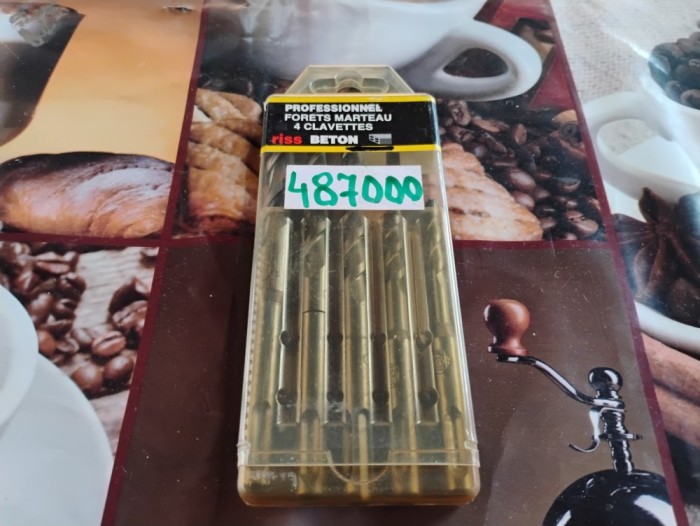 PROFESSIONNEL
FORETS MARTEAU
4 CLAVETTES
riss BETON
487000